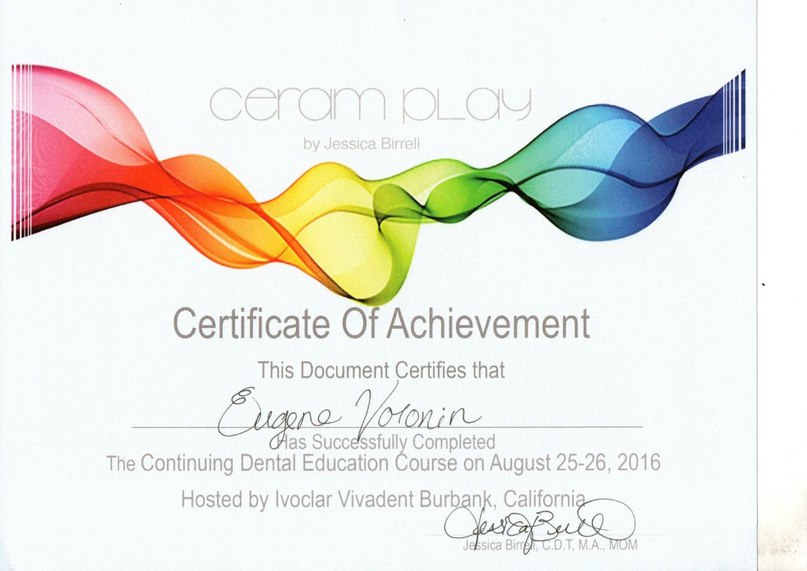 ceram play
by Jessica Birrell
Certificate Of Achievement
This Document Certifies that
Eugene Voronin
Has Successfully Completed
The Continuing Dental Education Course on August 25-26, 2016
Hosted by Ivoclar Vivadent Burbank, California
Jessica Birrell
Jessica Birrell, C.D.T, M.A., MOM